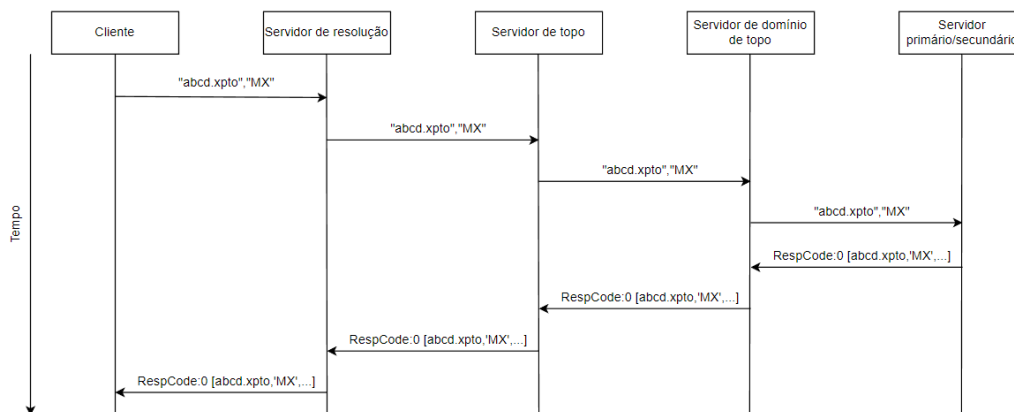 Cliente
Servidor de resolução
Servidor de topo
Servidor de domínio
de topo
Servidor
primário/secundário
"abcd.xpto","MX"
"abcd.xpto","MX"
"abcd.xpto","MX"
"abcd.xpto","MX"
Tempo
RespCode:0 [abcd.xpto,'MX',...]
RespCode:0 [abcd.xpto,'MX',...]
RespCode:0 [abcd.xpto,'MX',...]
RespCode:0 [abcd.xpto,'MX',...]